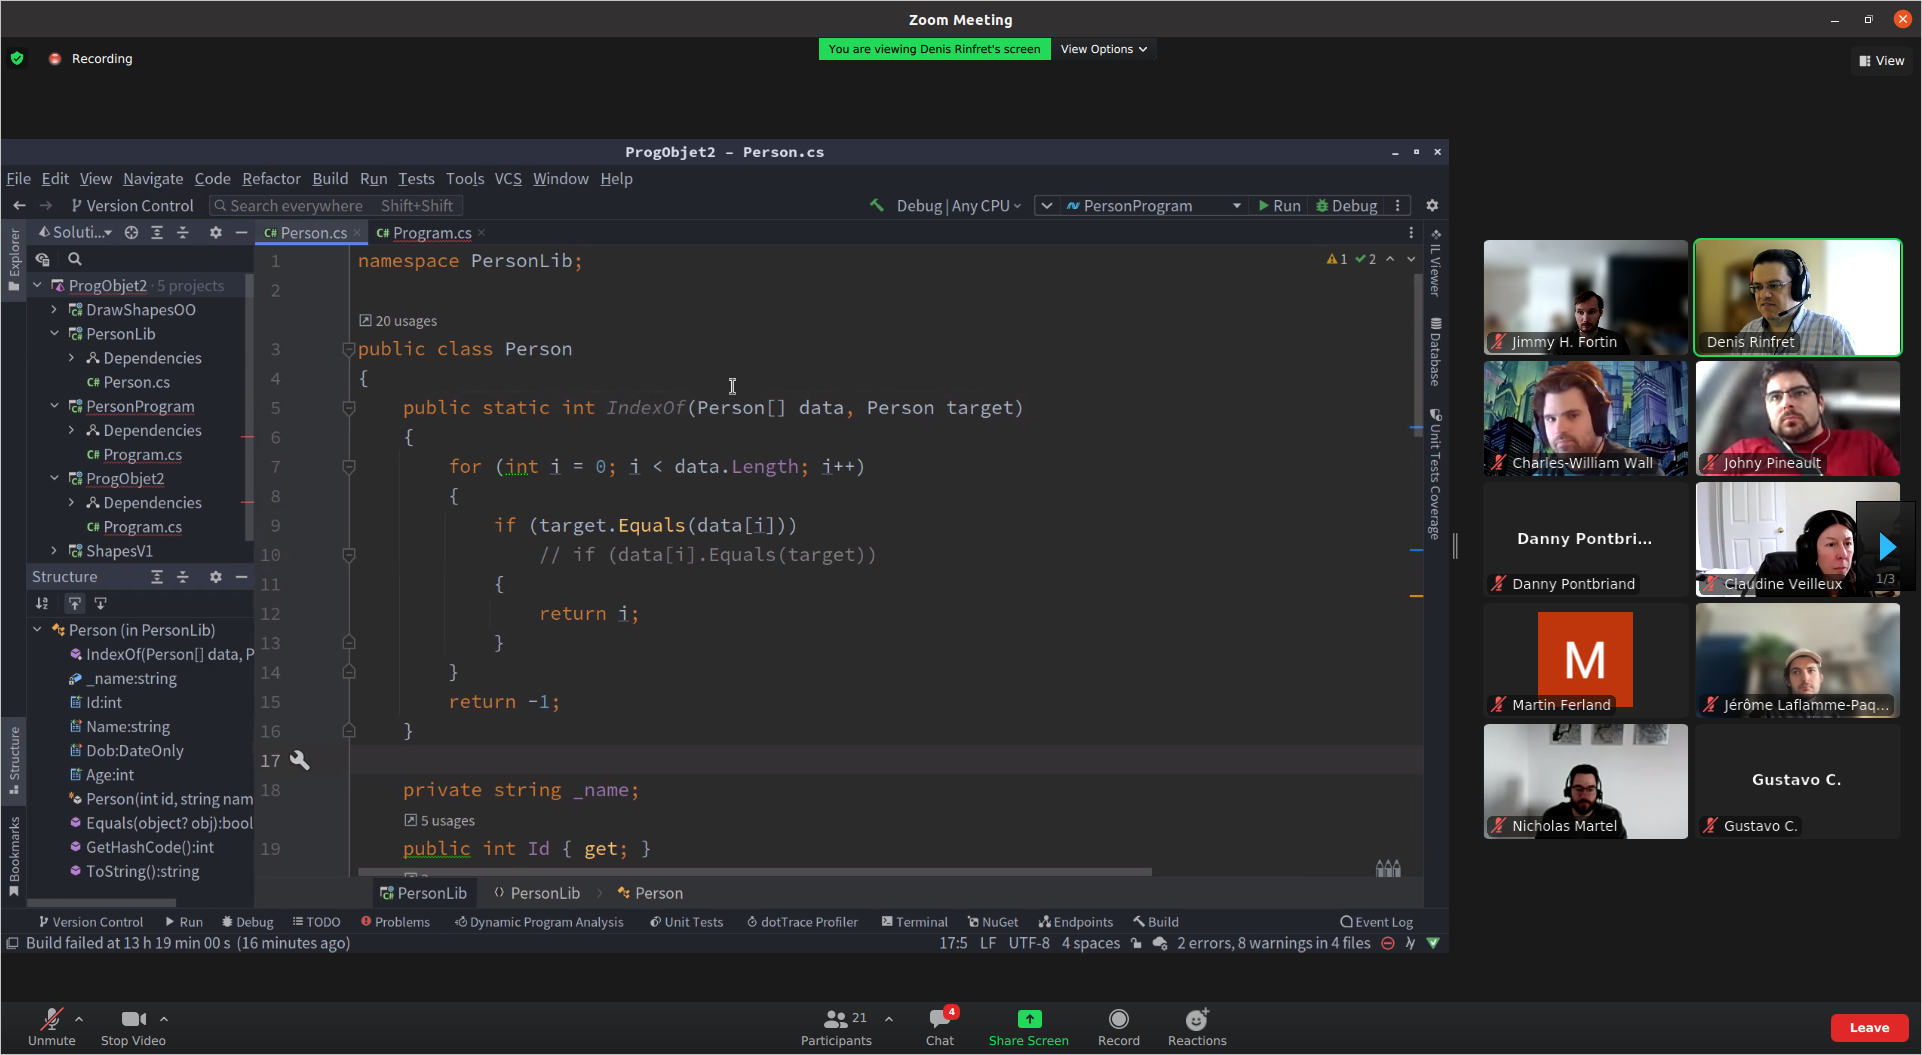 Zoom Meeting
Recording
You are viewing Denis Rinfret's screen
View Options
View
ProgObjet2 – Person.cs
File Edit View Navigate Code Refactor Build Run Tests Tools VCS Window Help
Version Control
Search everywhere Shift+Shift
Debug | Any CPU
PersonProgram
Run
Debug
Explorer
Soluti...
C# Person.cs
C# Program.cs
ProgObjet2 · 5 projects
DrawShapesOO
PersonLib
Dependencies
C# Person.cs
PersonProgram
Dependencies
C# Program.cs
ProgObjet2
Dependencies
C# Program.cs
ShapesV1
Structure
Person (in PersonLib)
IndexOf(Person[] data, P
_name:string
Id:int
Name:string
Dob:DateOnly
Age:int
Person(int id, string nam
Equals(object? obj):bool
GetHashCode():int
ToString():string
Structure
Bookmarks
1 namespace PersonLib;
1 2
2
20 usages
3 public class Person
4 {
5 public static int IndexOf(Person[] data, Person target)
6 {
7 for (int i = 0; i < data.Length; i++)
8 {
9 if (target.Equals(data[i]))
10 // if (data[i].Equals(target))
11 {
12 return i;
13 }
14 }
15 return -1;
16 }
17
18 private string _name;
5 usages
19 public int Id { get; }
IL Viewer
Database
Unit Tests Coverage
PersonLib
PersonLib
Person
Version Control Run Debug TODO Problems Dynamic Program Analysis Unit Tests dotTrace Profiler Terminal NuGet Endpoints Build Event Log
Build failed at 13 h 19 min 00 s (16 minutes ago)
17:5 LF UTF-8 4 spaces 2 errors, 8 warnings in 4 files
Jimmy H. Fortin
Denis Rinfret
Charles-William Wall
Johny Pineault
Danny Pontbri...
Danny Pontbriand
Claudine Veilleux
1/3
M
Martin Ferland
Jérôme Laflamme-Paq...
Nicholas Martel
Gustavo C.
Gustavo C.
Unmute
Stop Video
21
Participants
4
Chat
Share Screen
Record
Reactions
Leave